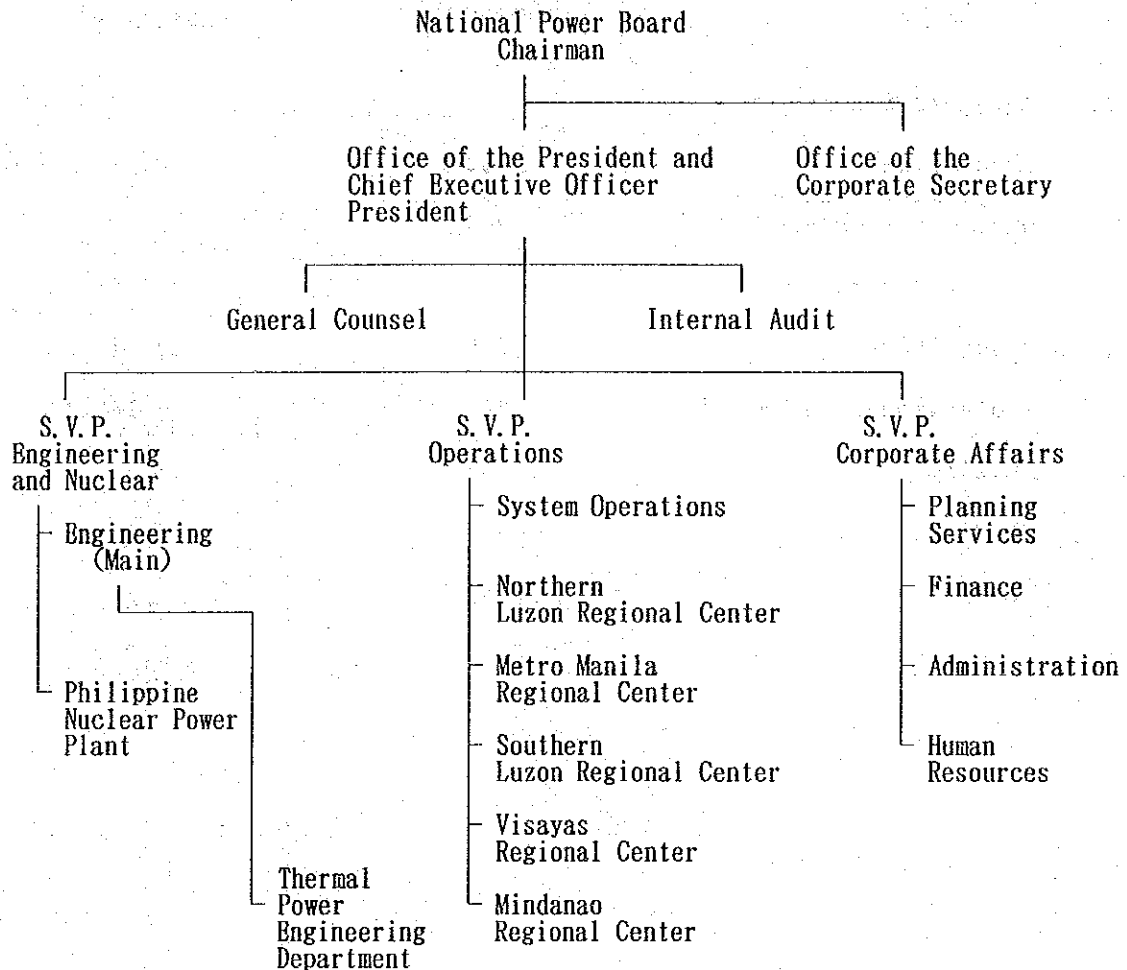 National Power Board
Chairman
Office of the President and
Chief Executive Officer
President
Office of the
Corporate Secretary
General Counsel
Internal Audit
S. V. P.
Engineering
and Nuclear
Engineering
(Main)
Philippine
Nuclear Power
Plant
Thermal
Power
Engineering
Department
S. V. P.
Operations
System Operations
Northern
Luzon Regional Center
Metro Manila
Regional Center
Southern
Luzon Regional Center
Visayas
Regional Center
Mindanao
Regional Center
S. V. P.
Corporate Affairs
Planning
Services
Finance
Administration
Human
Resources